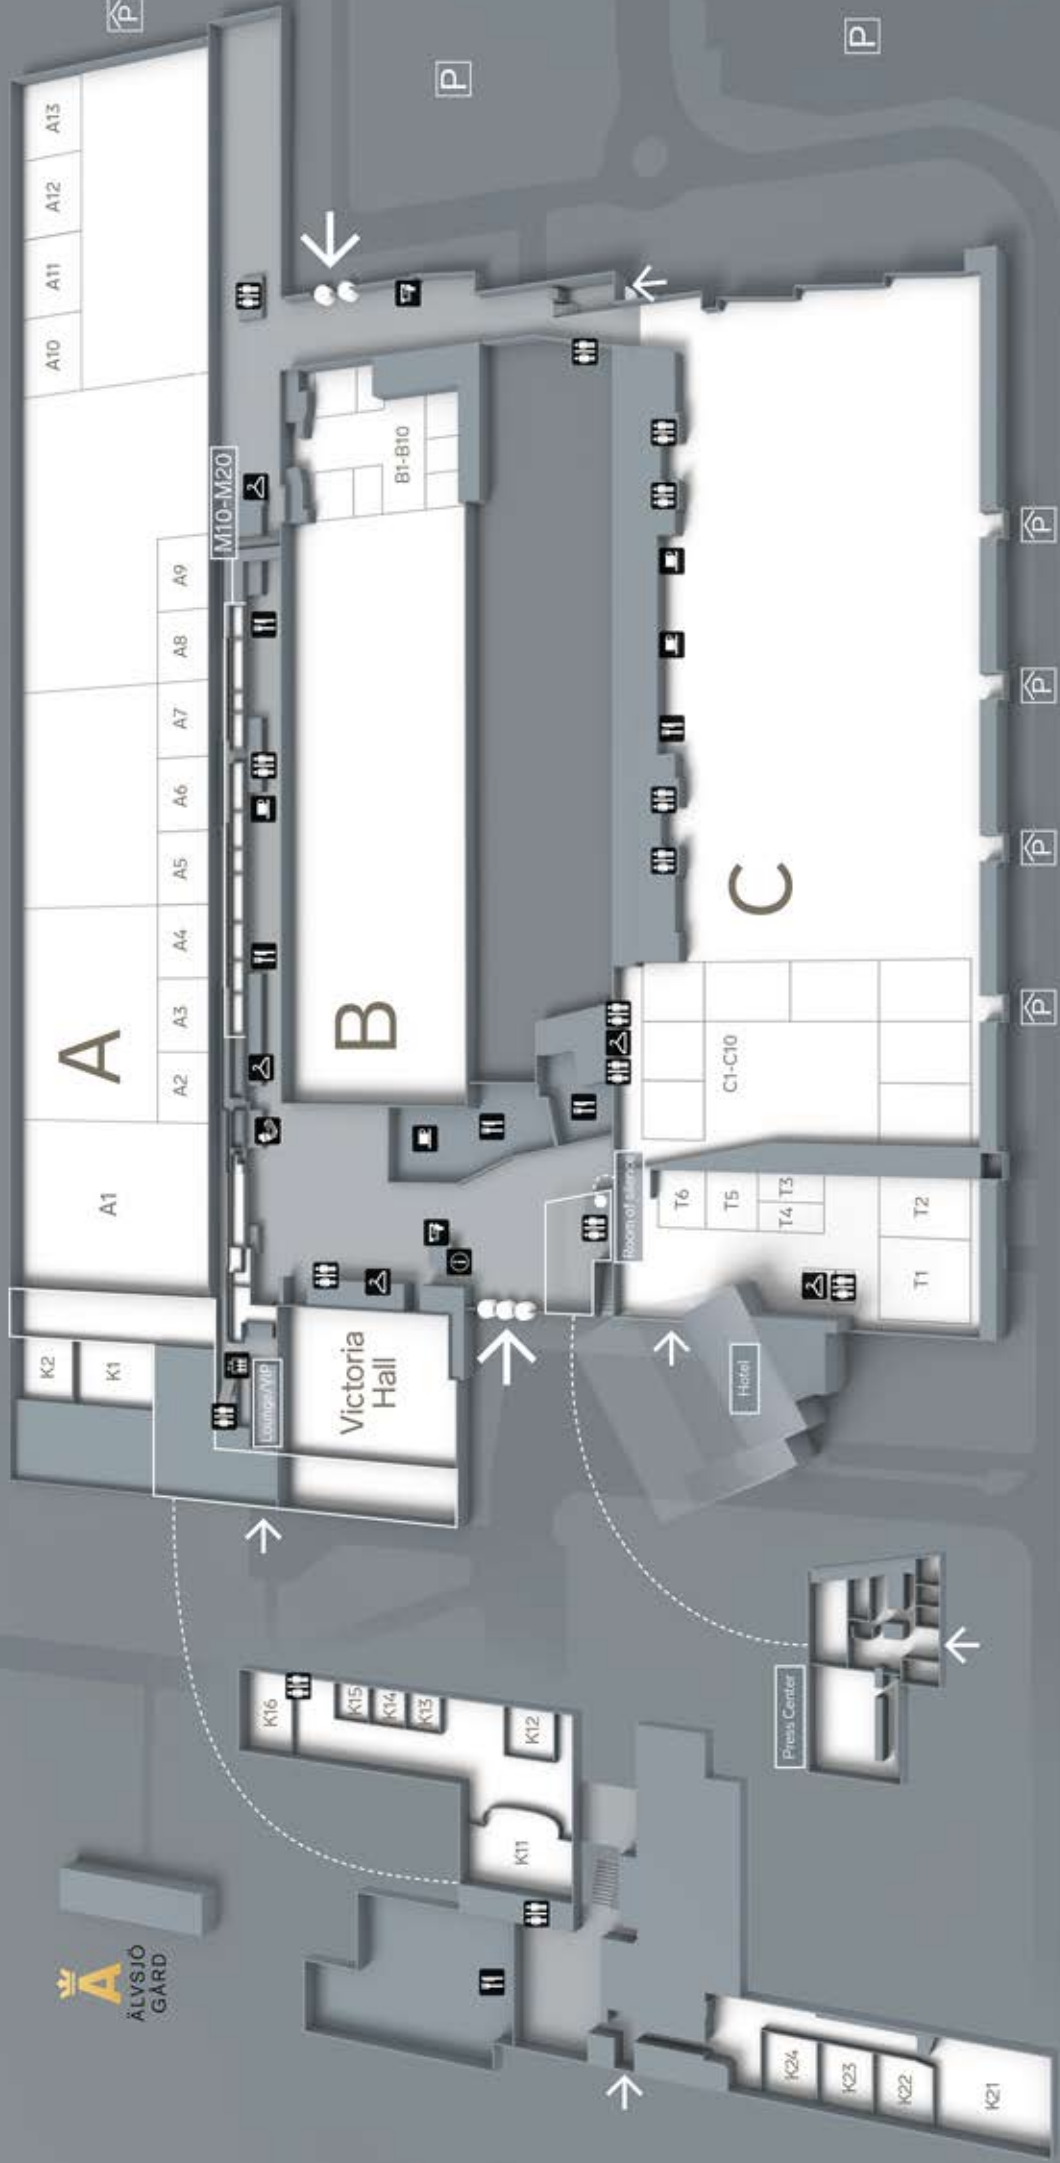 Ä
ÄLVSJÖ
GÅRD
K2
K1
A1
A
A2
A3
A4
A5
A6
A7
A8
A9
A10
A11
A12
A13
P
M10-M20
Lounge/VIP
Victoria
Hall
B
B1-B10
P
K16
K15
K14
K13
K12
K11
i
Room of silence
Hotel
Press Center
T6
T5
T4
T3
T2
T1
C1-C10
C
P
K24
K23
K22
K21
P
P
P
P